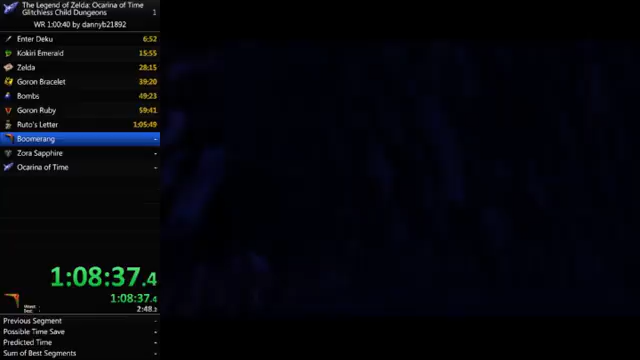 The Legend of Zelda: Ocarina of Time
Glitchless Child Dungeons 1
WR 1:00:40 by dannyb21892
Enter Deku 6:52
Kokiri Emerald 15:55
Zelda 28:15
Goron Bracelet 39:20
Bombs 49:23
Goron Ruby 59:41
Ruto's Letter 1:05:49
Boomerang -
Zora Sapphire -
Ocarina of Time -
1:08:37.4
1:08:37.4
2:48.3
Previous Segment -
Possible Time Save -
Predicted Time -
Sum of Best Segments -